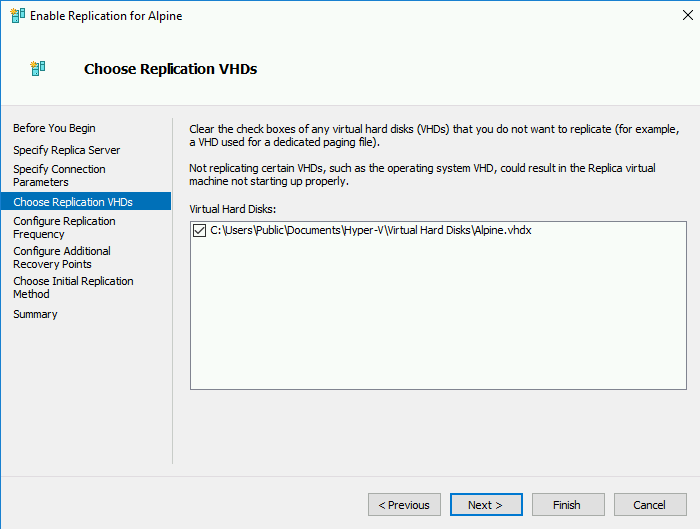 Enable Replication for Alpine
Choose Replication VHDs
Before You Begin
Specify Replica Server
Specify Connection
Parameters
Choose Replication VHDs
Configure Replication
Frequency
Configure Additional
Recovery Points
Choose Initial Replication
Method
Summary
Clear the check boxes of any virtual hard disks (VHDs) that you do not want to replicate (for example,
a VHD used for a dedicated paging file).
Not replicating certain VHDs, such as the operating system VHD, could result in the Replica virtual
machine not starting up properly.
Virtual Hard Disks:
C:\Users\Public\Documents\Hyper-V\Virtual Hard Disks\Alpine.vhdx
< Previous
Next >
Finish
Cancel